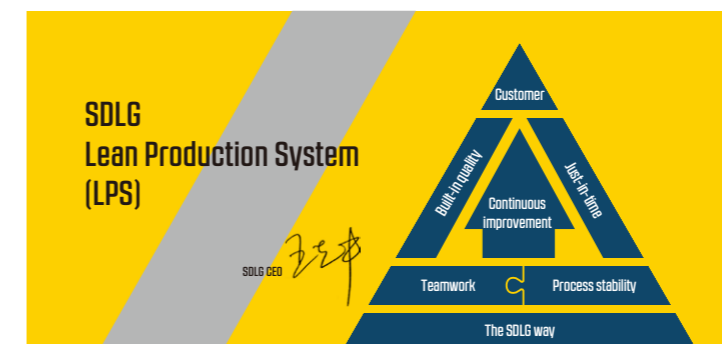 SDLG
Lean Production System
(LPS)
SDLG CEO
Customer
Built-in quality
Just-in-time
Continuous
improvement
Teamwork
Process stability
The SDLG way